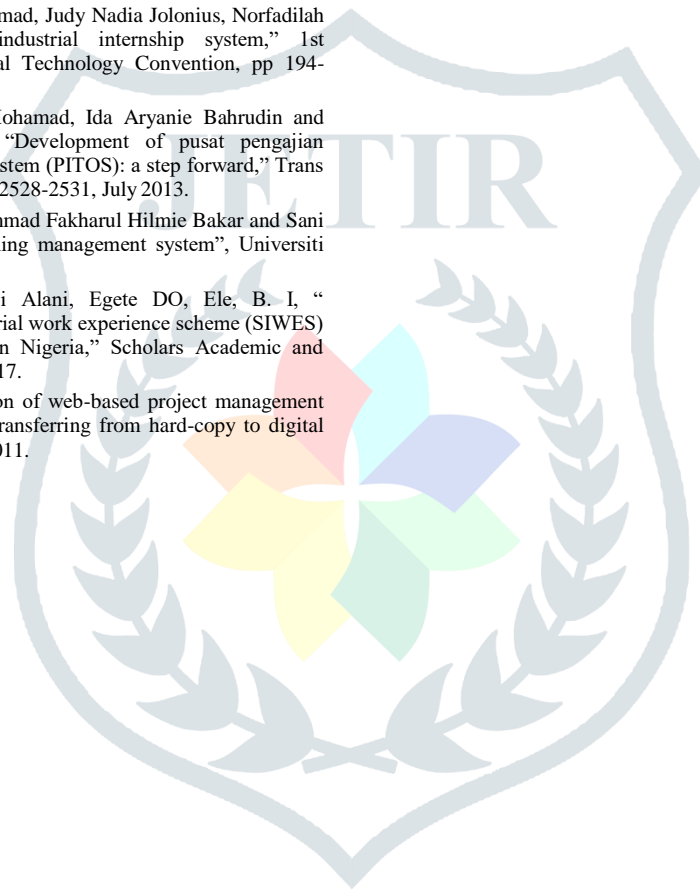 mad, Judy Nadia Jolonius, Norfadilah
industrial internship system,” 1st
al Technology Convention, pp 194-
Mohamad, Ida Aryanie Bahrudin and
“Development of pusat pengajian
stem (PITOS): a step forward,” Trans
2528-2531, July 2013.
mmad Fakharul Hilmie Bakar and Sani
ning management system”, Universiti
i Alani, Egete DO, Ele, B. I, “
rial work experience scheme (SIWES)
n Nigeria,” Scholars Academic and
17.
on of web-based project management
ransferring from hard-copy to digital
011.
JETIR